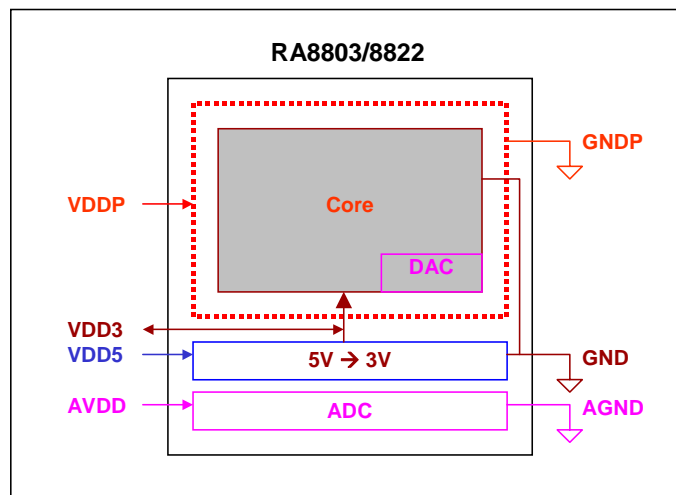 RA8803/8822
GNDP
VDDP
Core
DAC
VDD3
VDD5
5V → 3V
GND
AVDD
ADC
AGND